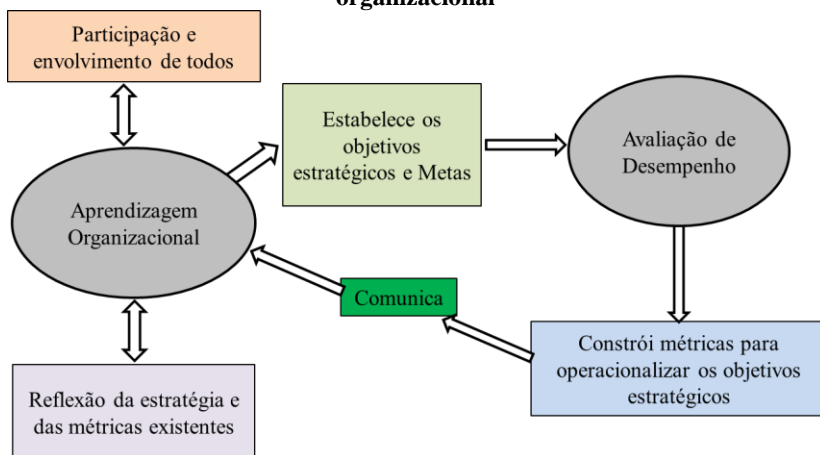 organizacional
Participação e
envolvimento de todos
Estabelece os
objetivos
estratégicos e Metas
Avaliação de
Desempenho
Aprendizagem
Organizacional
Comunica
Constrói métricas para
operacionalizar os objetivos
estratégicos
Reflexão da estratégia e
das métricas existentes